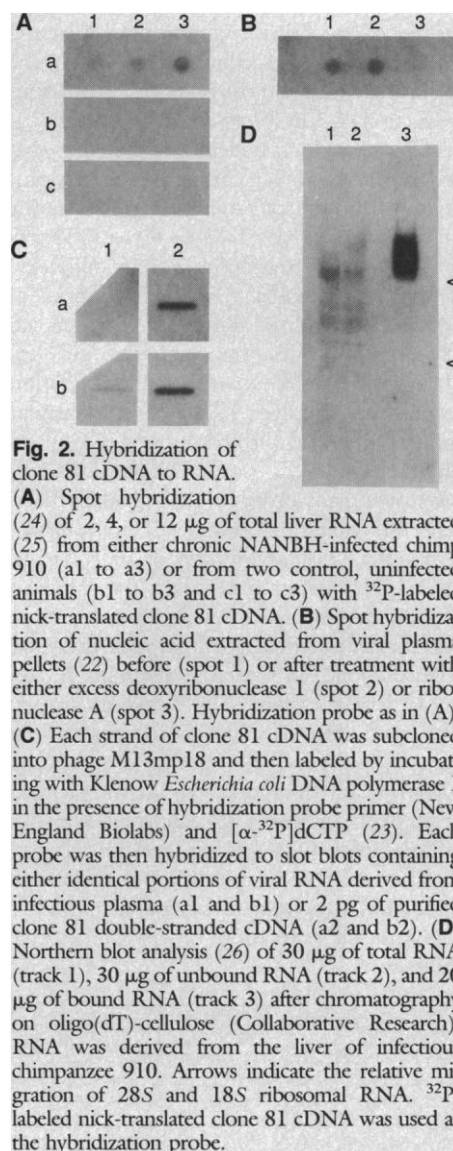 A 1 2 3 B 1 2 3
a
b
c
D
1 2 3
C 1 2
a
b
<
<
Fig. 2. Hybridization of
clone 81 cDNA to RNA.
(A) Spot hybridization
(24) of 2, 4, or 12 μg of total liver RNA extracted
(25) from either chronic NANBH-infected chimp
910 (a1 to a3) or from two control, uninfected
animals (b1 to b3 and c1 to c3) with ³²P-labeled
nick-translated clone 81 cDNA. (B) Spot hybridiza-
tion of nucleic acid extracted from viral plasma
pellets (22) before (spot 1) or after treatment with
either excess deoxyribonuclease 1 (spot 2) or ribo-
nuclease A (spot 3). Hybridization probe as in (A)
(C) Each strand of clone 81 cDNA was subcloned
into phage M13mp18 and then labeled by incubat-
ing with Klenow Escherichia coli DNA polymerase
in the presence of hybridization probe primer (New
England Biolabs) and [α-³²P]dCTP (23). Each
probe was then hybridized to slot blots containing
either identical portions of viral RNA derived from
infectious plasma (a1 and b1) or 2 pg of purified
clone 81 double-stranded cDNA (a2 and b2). (D
Northern blot analysis (26) of 30 μg of total RNA
(track 1), 30 μg of unbound RNA (track 2), and 20
μg of bound RNA (track 3) after chromatography
on oligo(dT)-cellulose (Collaborative Research)
RNA was derived from the liver of infectiou
chimpanzee 910. Arrows indicate the relative mi
gration of 28S and 18S ribosomal RNA. ³²P
labeled nick-translated clone 81 cDNA was used a
the hybridization probe.